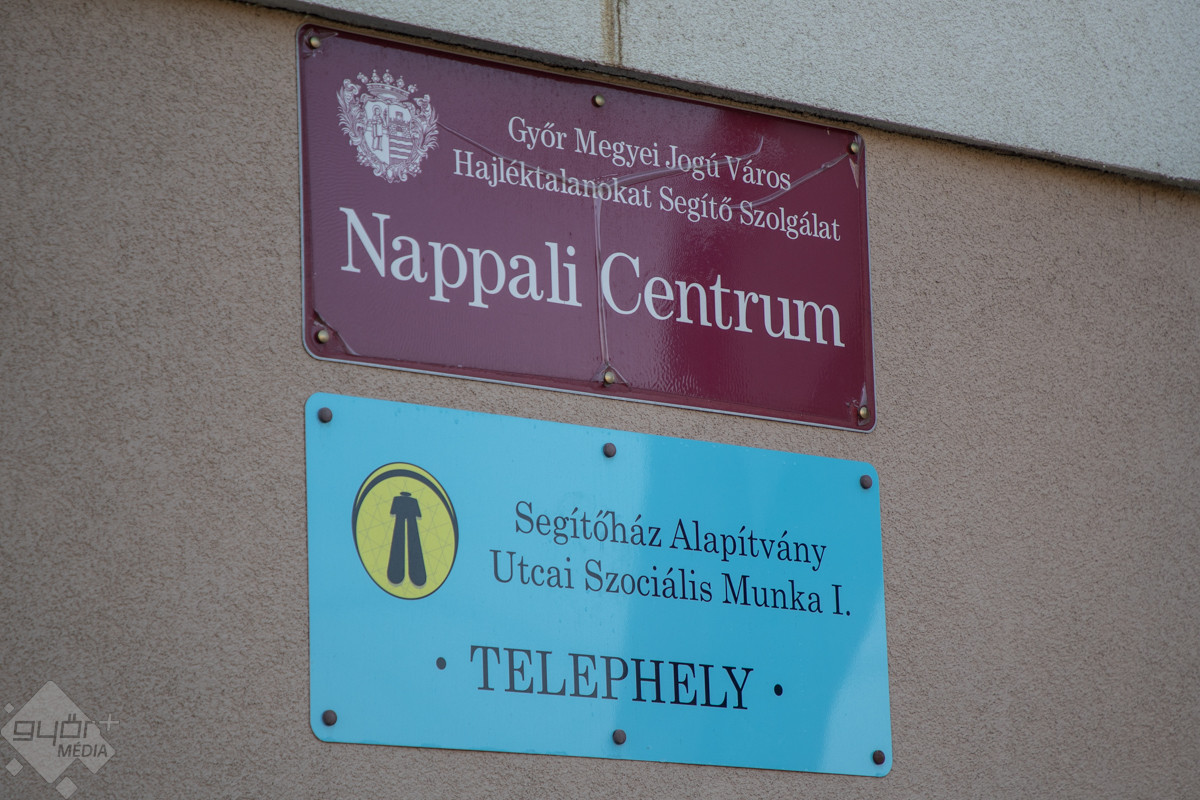 Győr Megyei Jogú Város
Hajléktalanokat Segítő Szolgálat
Nappali Centrum
Segítőház Alapítvány
Utcai Szociális Munka I.
• TELEPHELY •
győr+
MÉDIA